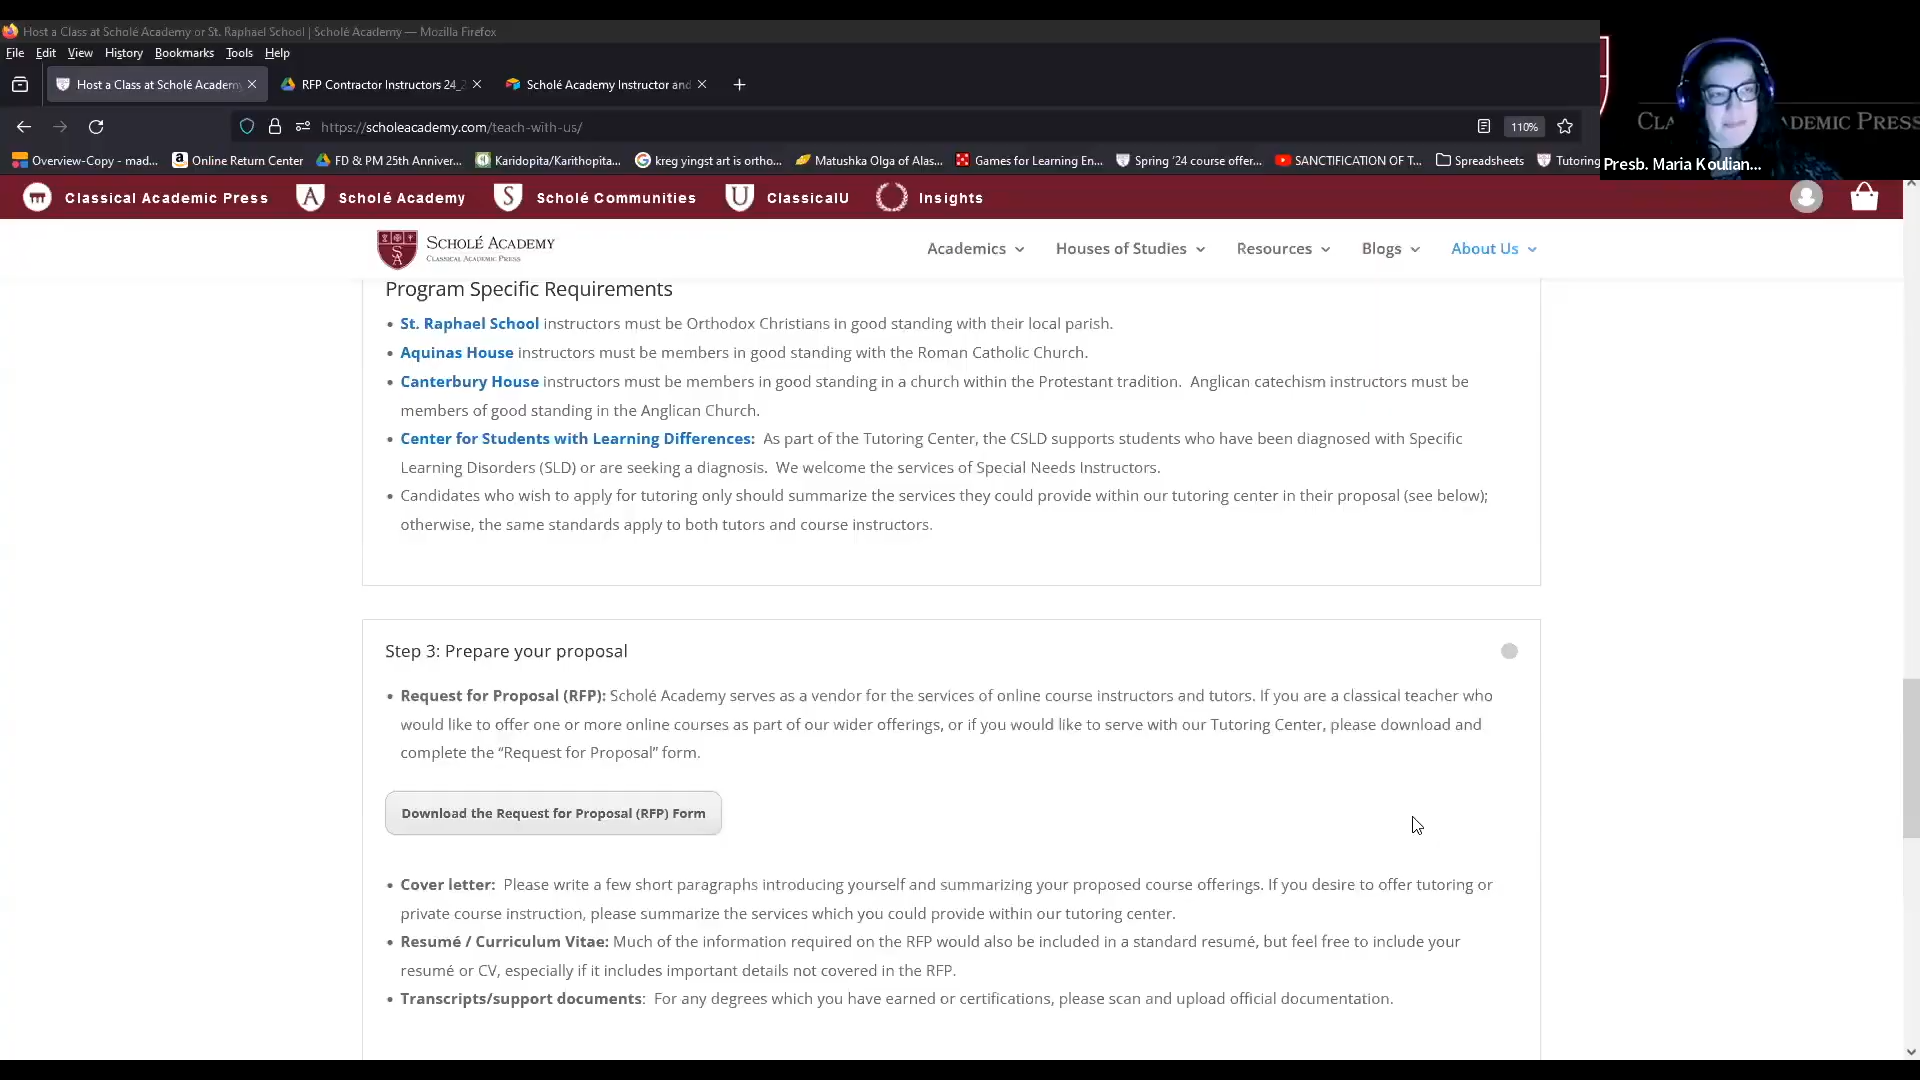 Host a Class at Scholé Academy or St. Raphael School | Scholé Academy — Mozilla Firefox
File Edit View History Bookmarks Tools Help
Host a Class at Scholé Academy
RFP Contractor Instructors 24_2
Scholé Academy Instructor and
https://scholeacademy.com/teach-with-us/
110%
Overview-Copy - mad...
Online Return Center
FD & PM 25th Anniver...
Karidopita/Karithopita...
kreg yingst art is ortho...
Matushka Olga of Alas...
Games for Learning En...
Spring '24 course offer...
SANCTIFICATION OF T...
Spreadsheets
Tutoring
Presb. Maria Koulian...
Classical Academic Press
A Scholé Academy
S Scholé Communities
U ClassicalU
Insights
SCHOLÉ ACADEMY
CLASSICAL ACADEMIC PRESS
Academics
Houses of Studies
Resources
Blogs
About Us
Program Specific Requirements
• St. Raphael School instructors must be Orthodox Christians in good standing with their local parish.
• Aquinas House instructors must be members in good standing with the Roman Catholic Church.
• Canterbury House instructors must be members in good standing in a church within the Protestant tradition. Anglican catechism instructors must be
members of good standing in the Anglican Church.
• Center for Students with Learning Differences: As part of the Tutoring Center, the CSLD supports students who have been diagnosed with Specific
Learning Disorders (SLD) or are seeking a diagnosis. We welcome the services of Special Needs Instructors.
• Candidates who wish to apply for tutoring only should summarize the services they could provide within our tutoring center in their proposal (see below);
otherwise, the same standards apply to both tutors and course instructors.
Step 3: Prepare your proposal
• Request for Proposal (RFP): Scholé Academy serves as a vendor for the services of online course instructors and tutors. If you are a classical teacher who
would like to offer one or more online courses as part of our wider offerings, or if you would like to serve with our Tutoring Center, please download and
complete the “Request for Proposal” form.
Download the Request for Proposal (RFP) Form
• Cover letter: Please write a few short paragraphs introducing yourself and summarizing your proposed course offerings. If you desire to offer tutoring or
private course instruction, please summarize the services which you could provide within our tutoring center.
• Resumé / Curriculum Vitae: Much of the information required on the RFP would also be included in a standard resumé, but feel free to include your
resumé or CV, especially if it includes important details not covered in the RFP.
• Transcripts/support documents: For any degrees which you have earned or certifications, please scan and upload official documentation.